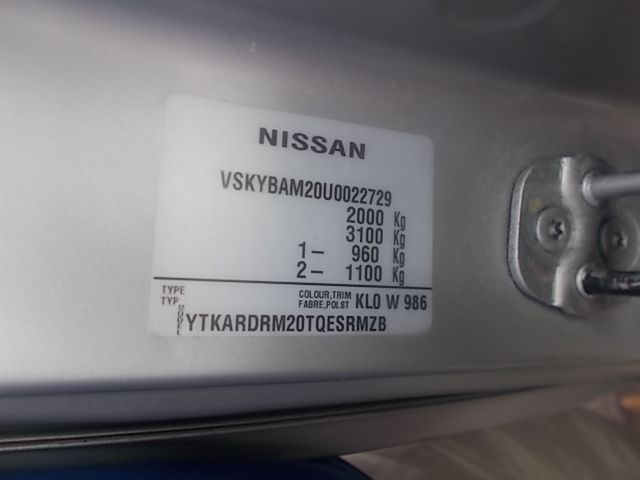 NISSAN
VSKYBAM20U0022729
2000 Kg
3100 Kg
1- 960 Kg
2- 1100 Kg
TYPE
TYP
COLOUR,TRIM
FABRE,POLST
KL0 W 986
MODEL
YTKARDRM20TQESRMZB